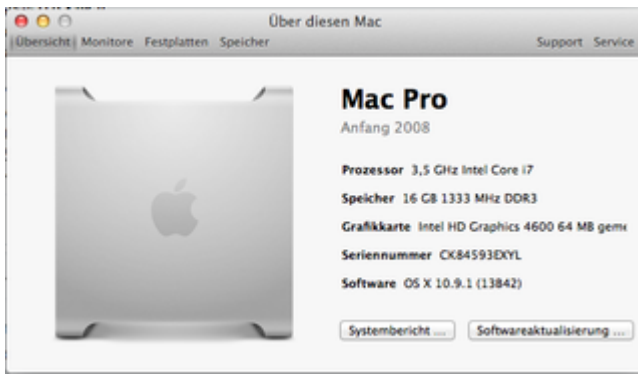 Über diesen Mac
Übersicht Monitore Festplatten Speicher Support Service
Mac Pro
Anfang 2008
Prozessor 3,5 GHz Intel Core i7
Speicher 16 GB 1333 MHz DDR3
Grafikkarte Intel HD Graphics 4600 64 MB geme
Seriennummer CK84593EXYL
Software OS X 10.9.1 (13842)
Systembericht ... Softwareaktualisierung ...